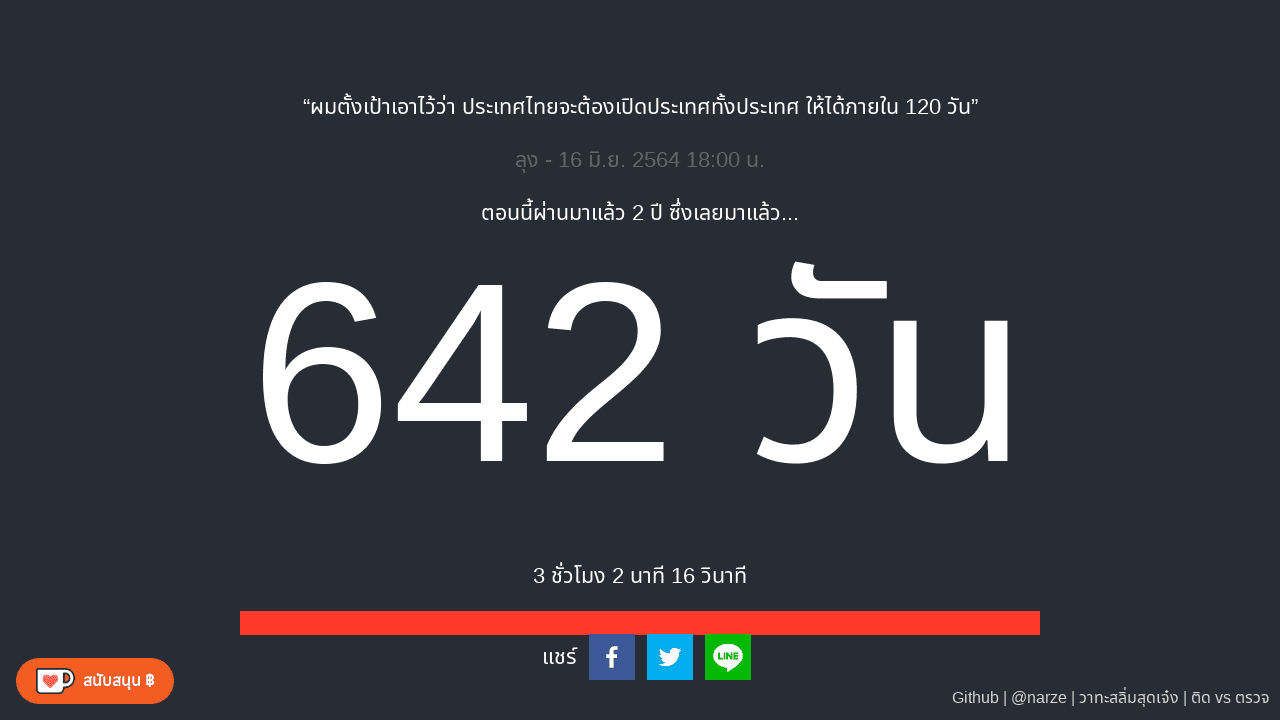 “ผมตั้งเป้าเอาไว้ว่า ประเทศไทยจะต้องเปิดประเทศทั้งประเทศ ให้ได้ภายใน 120 วัน”
ลุง - 16 มิ.ย. 2564 18:00 น.
ตอนนี้ผ่านมาแล้ว 2 ปี ซึ่งเลยมาแล้ว...
642 วัน
3 ชั่วโมง 2 นาที 16 วินาที
แชร์
LINE
สนับสนุน ฿
Github | @narze | วาทะสลิ่มสุดเจ๋ง | ติด vs ตรวจ